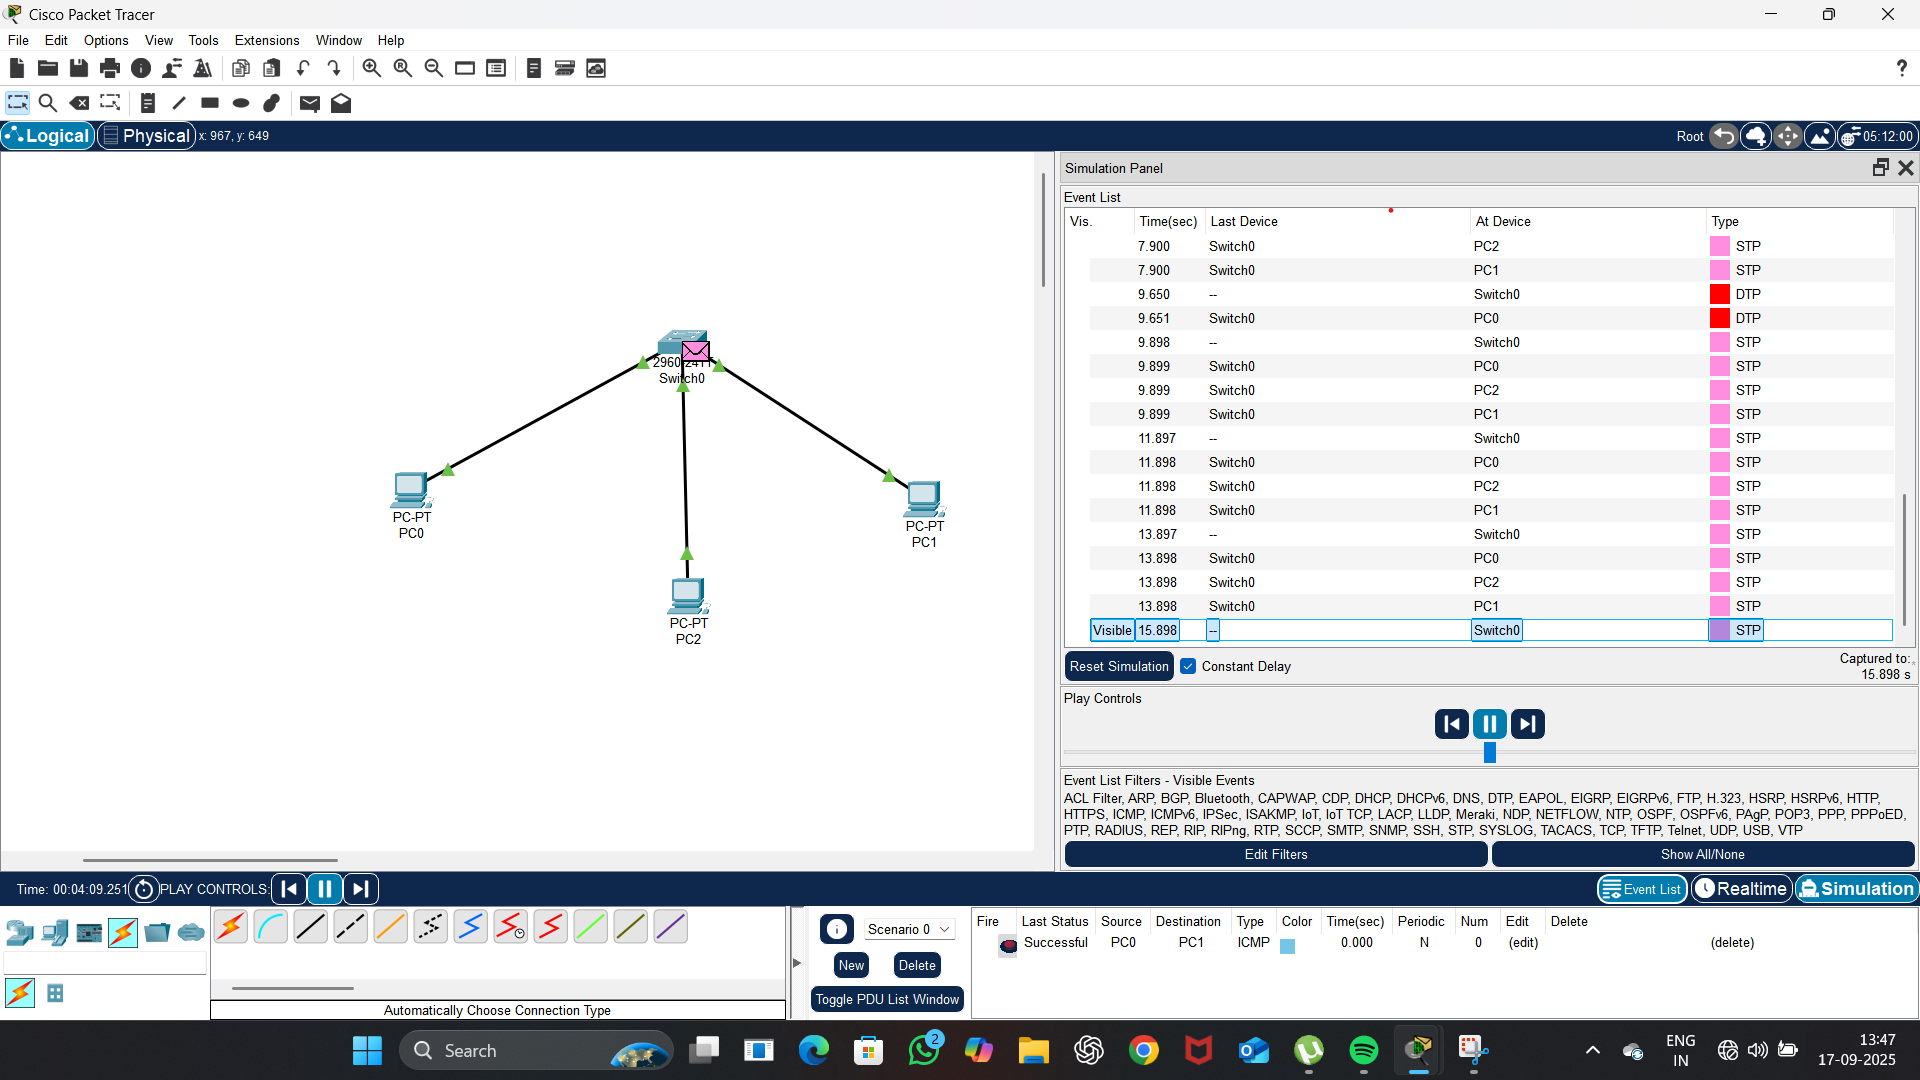 Cisco Packet Tracer
File Edit Options View Tools Extensions Window Help
Logical Physical x: 967, y: 649 Root 05:12:00
Simulation Panel
Event List
Vis. Time(sec) Last Device At Device Type
7.900 Switch0 PC2 STP
7.900 Switch0 PC1 STP
9.650 -- Switch0 DTP
9.651 Switch0 PC0 DTP
9.898 -- Switch0 STP
9.899 Switch0 PC0 STP
9.899 Switch0 PC2 STP
9.899 Switch0 PC1 STP
11.897 -- Switch0 STP
11.898 Switch0 PC0 STP
11.898 Switch0 PC2 STP
11.898 Switch0 PC1 STP
13.897 -- Switch0 STP
13.898 Switch0 PC0 STP
13.898 Switch0 PC2 STP
13.898 Switch0 PC1 STP
Visible 15.898 -- Switch0 STP
Switch0
PC-PT
PC0
PC-PT
PC1
PC-PT
PC2
Reset Simulation Constant Delay Captured to:
15.898 s
Play Controls
Event List Filters - Visible Events
ACL Filter, ARP, BGP, Bluetooth, CAPWAP, CDP, DHCP, DHCPv6, DNS, DTP, EAPOL, EIGRP, EIGRPv6, FTP, H.323, HSRP, HSRPv6, HTTP,
HTTPS, ICMP, ICMPv6, IPSec, ISAKMP, IoT, IoT TCP, LACP, LLDP, Meraki, NDP, NETFLOW, NTP, OSPF, OSPFv6, PAgP, POP3, PPP, PPPoED,
PTP, RADIUS, REP, RIP, RIPng, RTP, SCCP, SMTP, SNMP, SSH, STP, SYSLOG, TACACS, TCP, TFTP, Telnet, UDP, USB, VTP
Edit Filters Show All/None
Time: 00:04:09.251 PLAY CONTROLS: Event List Realtime Simulation
Scenario 0
New Delete
Toggle PDU List Window
Fire Last Status Source Destination Type Color Time(sec) Periodic Num Edit Delete
Successful PC0 PC1 ICMP 0.000 N 0 (edit) (delete)
Automatically Choose Connection Type
Search
2
ENG
IN
13:47
17-09-2025